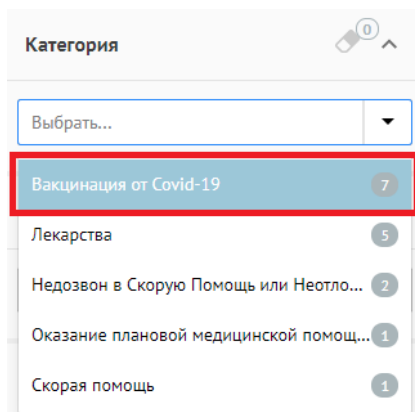 Категория 0
Выбрать...
Вакцинация от Covid-19 7
Лекарства 5
Недозвон в Скорую Помощь или Неотло... 2
Оказание плановой медицинской помощ... 1
Скорая помощь 1